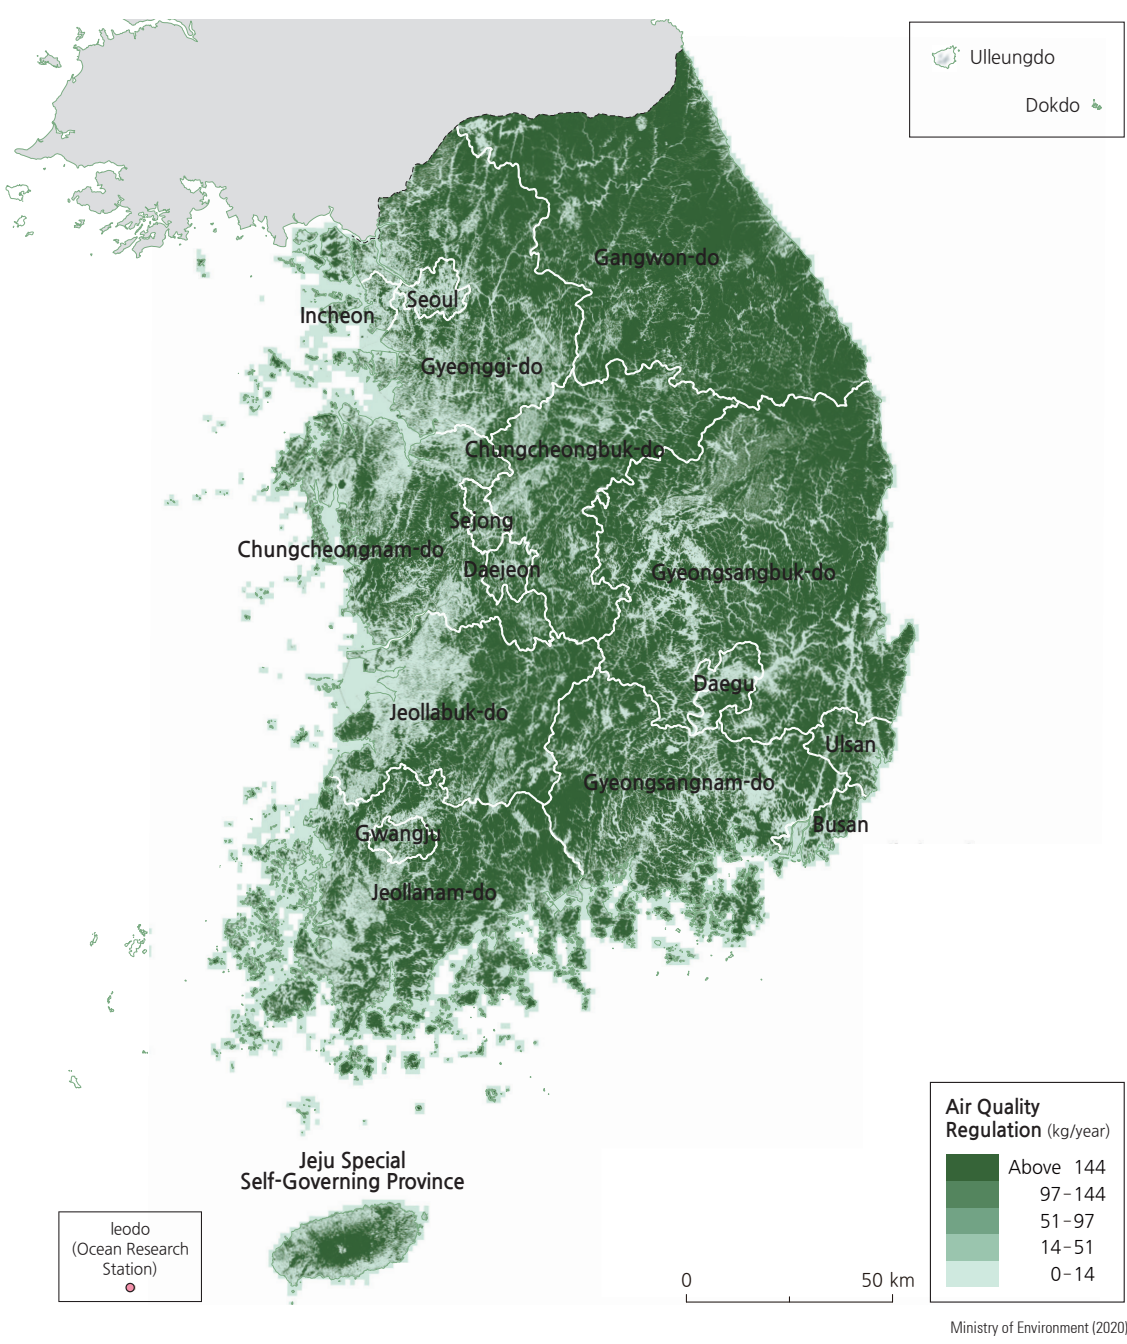 Ulleungdo
Dokdo
Gangwon-do
Seoul
Incheon
Gyeonggi-do
Chungcheongbuk-do
Sejong
Chungcheongnam-do
Daejeon
Gyeongsangbuk-do
Daegu
Jeollabuk-do
Ulsan
Gyeongsangnam-do
Busan
Gwangju
Jeollanam-do
Jeju Special
Self-Governing Province
Ieodo
(Ocean Research
Station)
0 50 km
Air Quality
Regulation (kg/year)
Above 144
97-144
51-97
14-51
0-14
Ministry of Environment (2020)